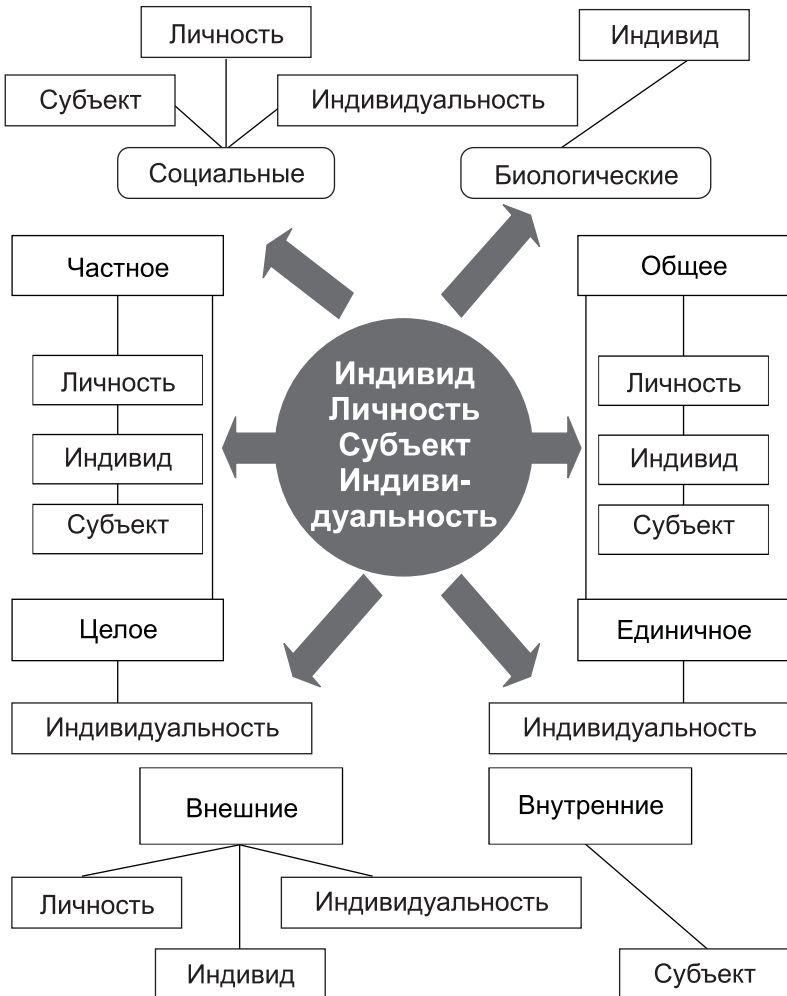 Личность
Индивид
Субъект
Индивидуальность
Социальные
Биологические
Частное
Общее
Индивид
Личность
Субъект
Индиви-
дуальность
Личность
Личность
Индивид
Индивид
Субъект
Субъект
Целое
Единичное
Индивидуальность
Индивидуальность
Внешние
Внутренние
Личность
Индивидуальность
Индивид
Субъект